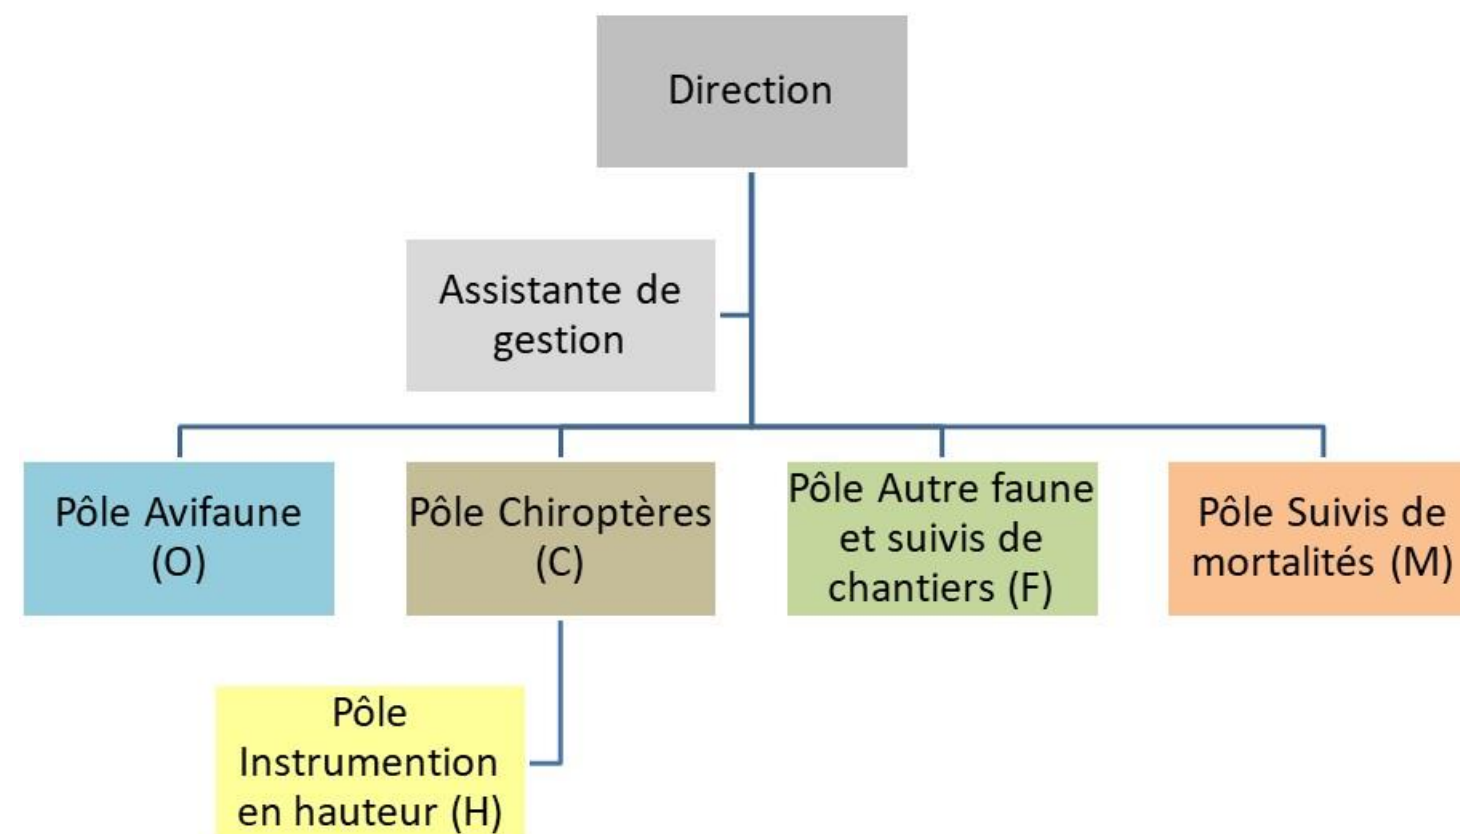 Direction
Assistante de
gestion
Pôle Avifaune
(O)
Pôle Chiroptères
(C)
Pôle Autre faune
et suivis de
chantiers (F)
Pôle Suivis de
mortalités (M)
Pôle
Instrumention
en hauteur (H)